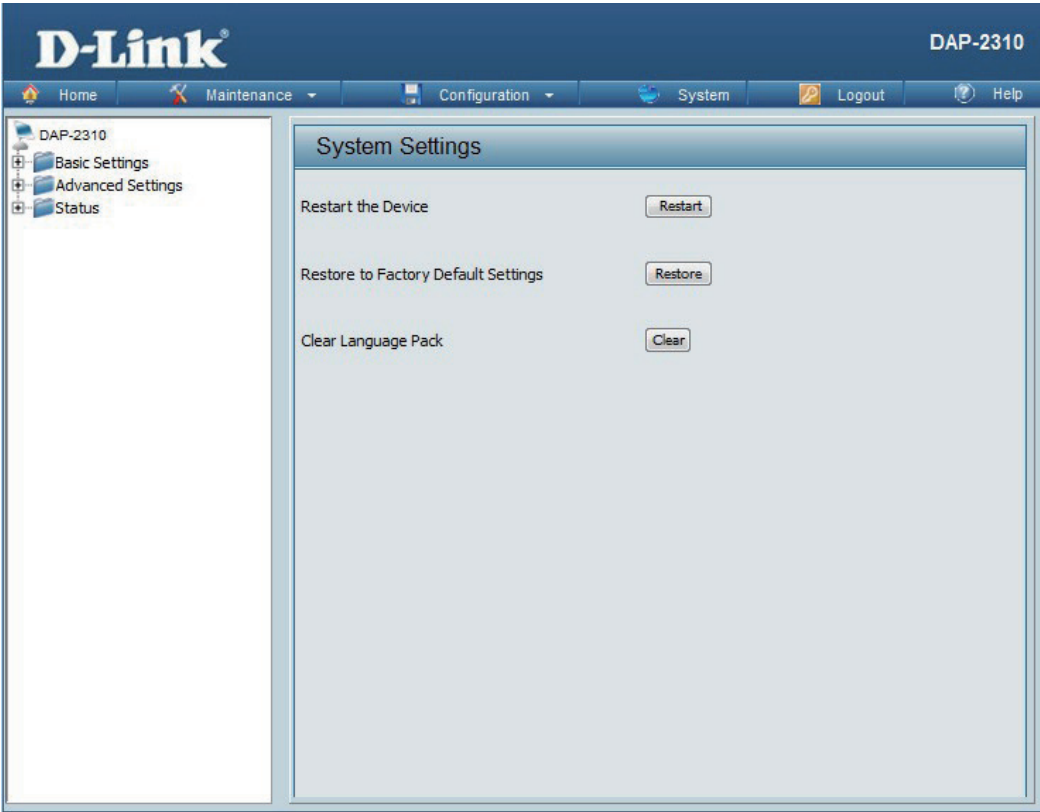 D-Link®
DAP-2310
Home Maintenance Configuration System Logout Help
DAP-2310
Basic Settings
Advanced Settings
Status
System Settings
Restart the Device Restart
Restore to Factory Default Settings Restore
Clear Language Pack Clear